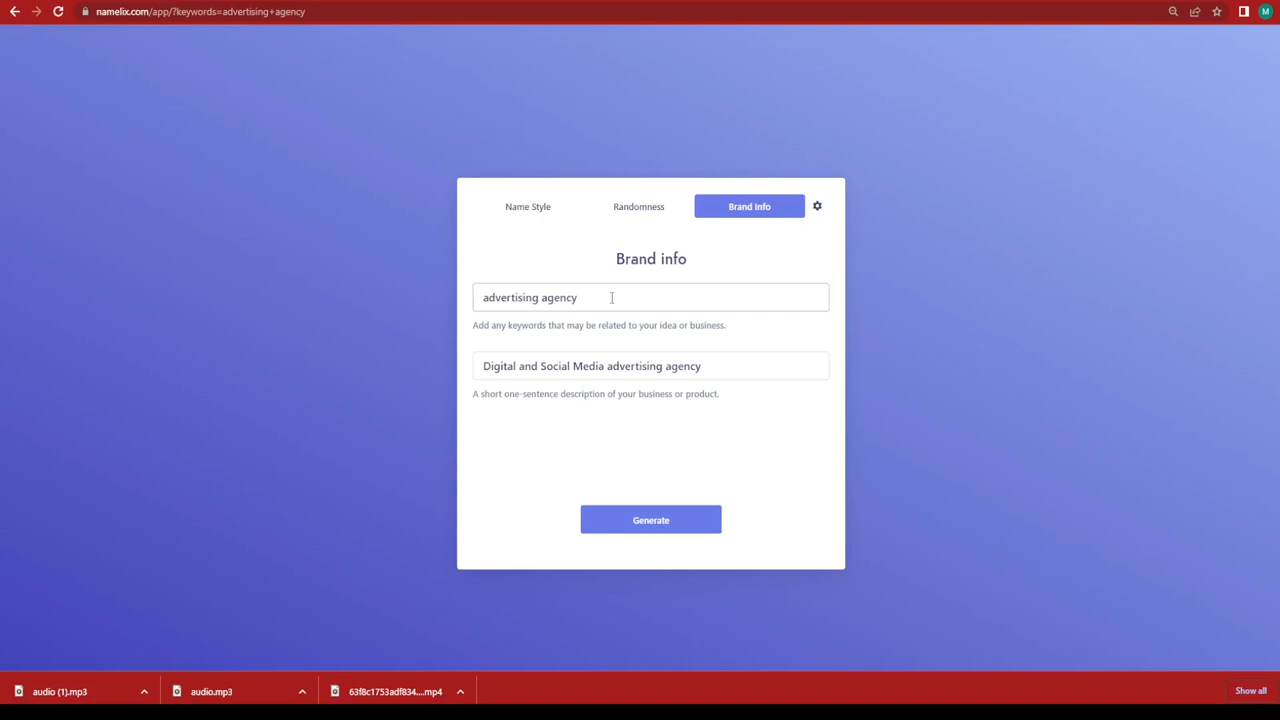 namelix.com/app/?keywords=advertising+agency
M
Name Style
Randomness
Brand Info
Brand info
advertising agency
Add any keywords that may be related to your idea or business.
Digital and Social Media advertising agency
A short one-sentence description of your business or product.
Generate
audio (1).mp3
audio.mp3
63f8c1753adf834....mp4
Show all